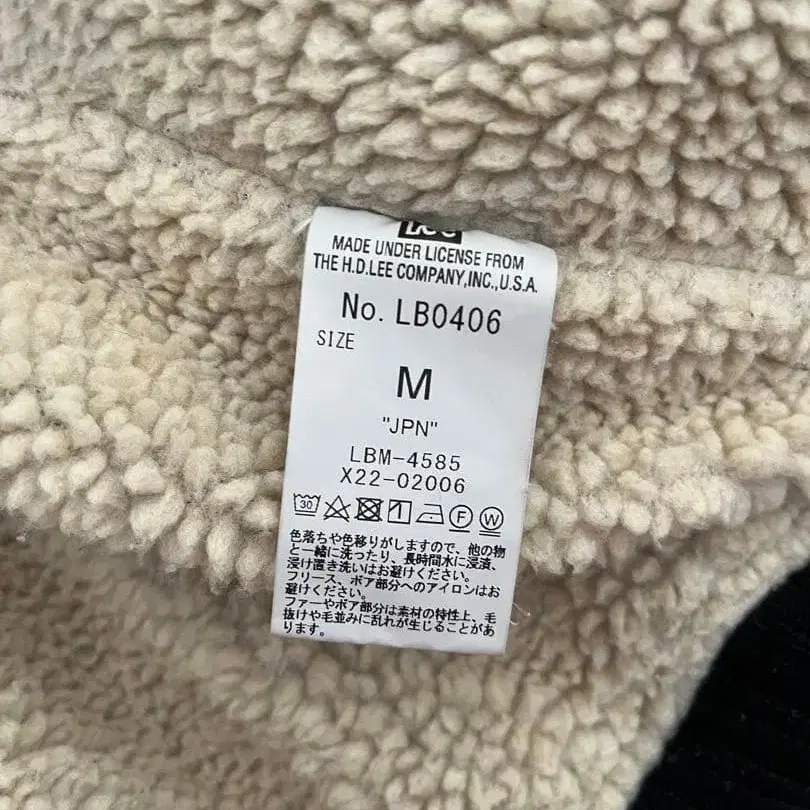 Lee
MADE UNDER LICENSE FROM
THE H.D.LEE COMPANY,INC.,U.S.A.
No. LB0406
SIZE
M
"JPN"
LBM-4585
X22-02006
30 F W
色落ちや色移りがしますので、他の物
と一緒に洗ったり、長時間水に浸漬、
浸け置き洗いはお避けください。
フリース、ボア部分へのアイロンはお
避けください。
ファーやボア部分は素材の特性上、毛
抜けや毛並みに乱れが生じることがあ
ります。